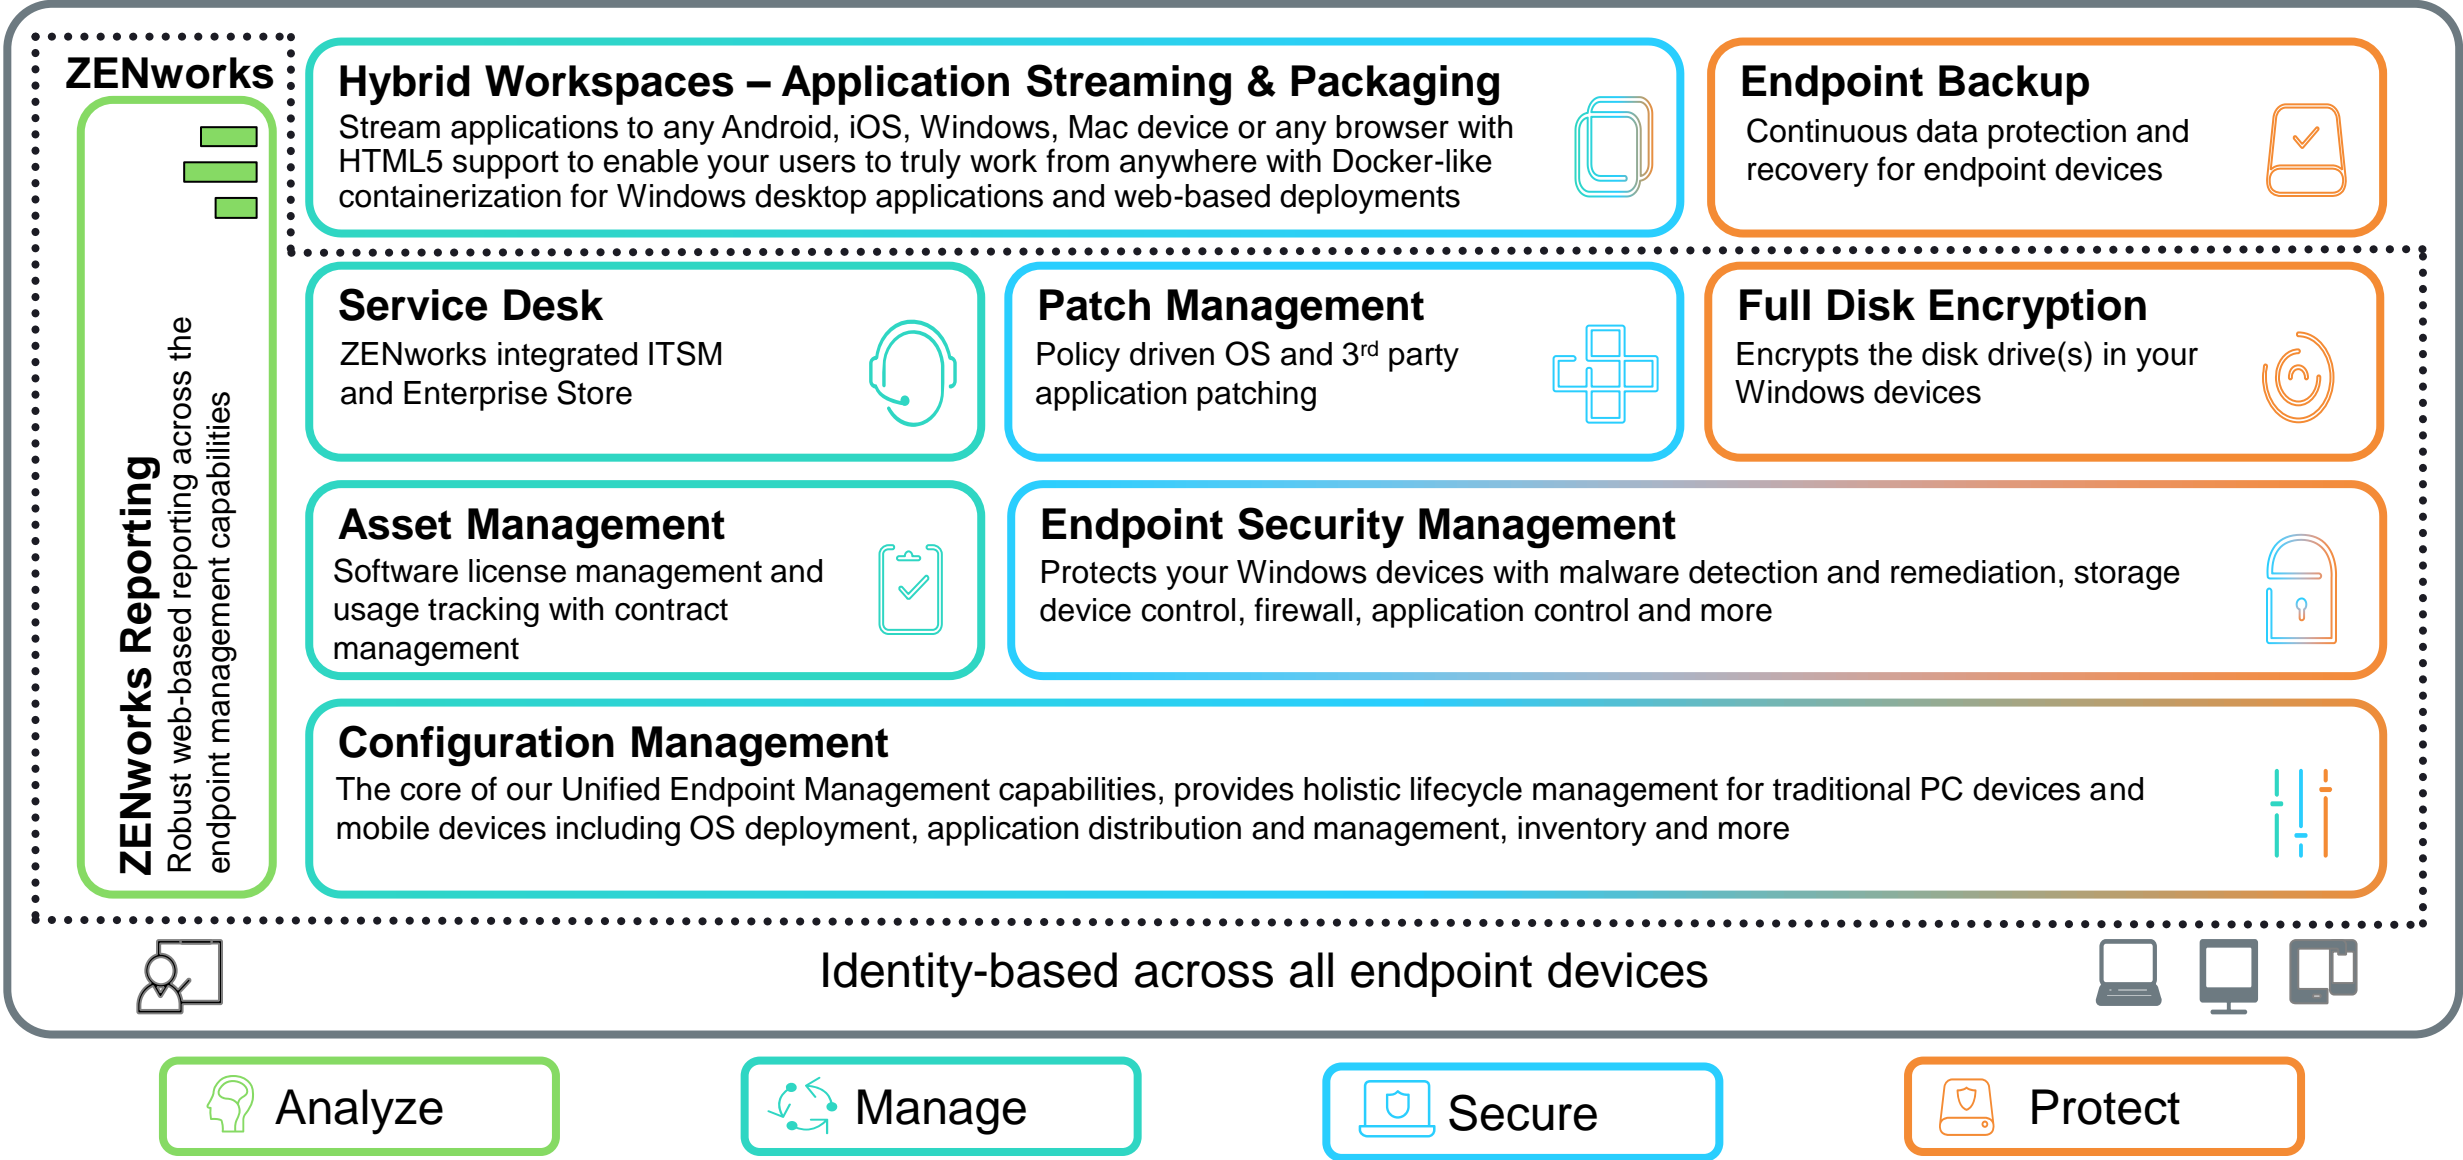 ZENworks
ZENworks Reporting
Robust web-based reporting across the
endpoint management capabilities
Hybrid Workspaces – Application Streaming & Packaging
Stream applications to any Android, iOS, Windows, Mac device or any browser with
HTML5 support to enable your users to truly work from anywhere with Docker-like
containerization for Windows desktop applications and web-based deployments
Endpoint Backup
Continuous data protection and
recovery for endpoint devices
Service Desk
ZENworks integrated ITSM
and Enterprise Store
Patch Management
Policy driven OS and 3rd party
application patching
Full Disk Encryption
Encrypts the disk drive(s) in your
Windows devices
Asset Management
Software license management and
usage tracking with contract
management
Endpoint Security Management
Protects your Windows devices with malware detection and remediation, storage
device control, firewall, application control and more
Configuration Management
The core of our Unified Endpoint Management capabilities, provides holistic lifecycle management for traditional PC devices and
mobile devices including OS deployment, application distribution and management, inventory and more
Identity-based across all endpoint devices
Analyze
Manage
Secure
Protect